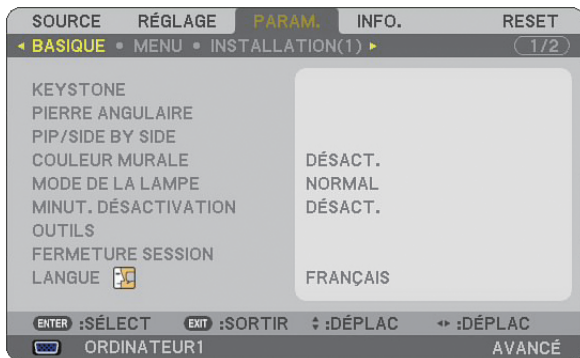 SOURCE RÉGLAGE PARAM. INFO. RESET
BASIQUE • MENU • INSTALLATION(1) 1/2
KEYSTONE
PIERRE ANGULAIRE
PIP/SIDE BY SIDE
COULEUR MURALE DÉSACT.
MODE DE LA LAMPE NORMAL
MINUT. DÉSACTIVATION DÉSACT.
OUTILS
FERMETURE SESSION
LANGUE FRANÇAIS
ENTER :SÉLECT EXIT :SORTIR :DÉPLAC :DÉPLAC
ORDINATEUR1 AVANCÉ